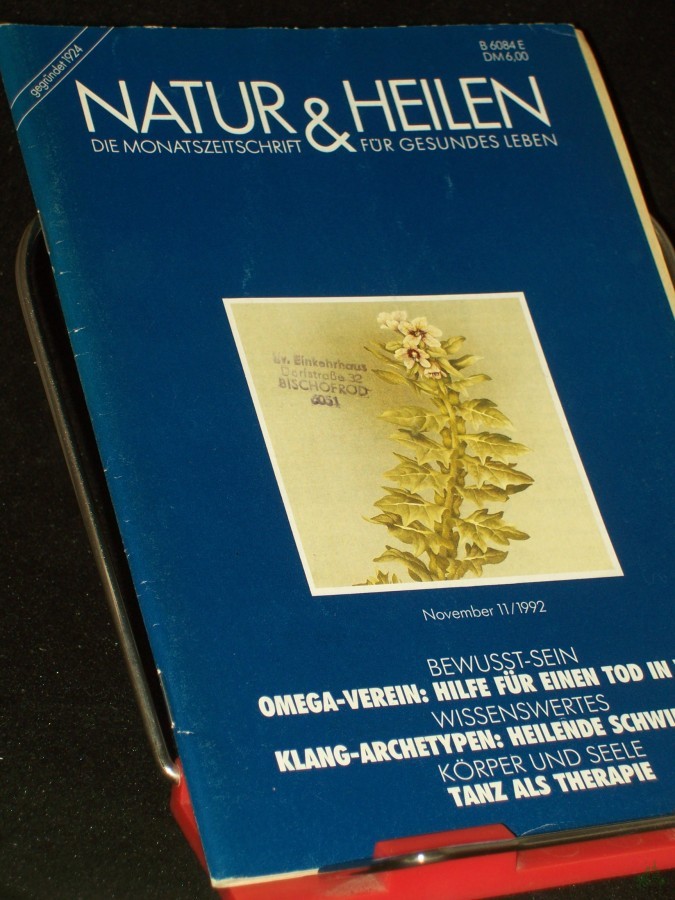 gegründet 1924
B 6084 E
DM 6,00
NATUR & HEILEN
DIE MONATSZEITSCHRIFT FÜR GESUNDES LEBEN
Ev. Einkehrhaus
Dorfstraße 32
BISCHOFROD
6051
November 11/1992
BEWUSST-SEIN
OMEGA-VEREIN: HILFE FÜR EINEN TOD IN
WISSENSWERTES
KLANG-ARCHETYPEN: HEILENDE
KÖRPER UND SEELE
TANZ ALS THERAPIE